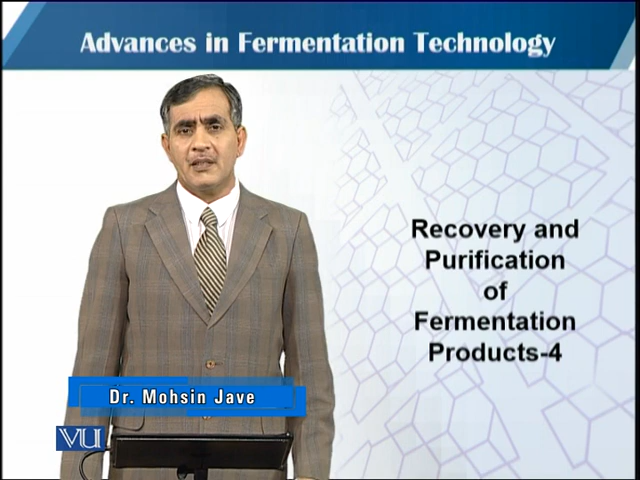 Advances in Fermentation Technology
Recovery and
Purification
of
Fermentation
Products-4
Dr. Mohsin Jave
VU